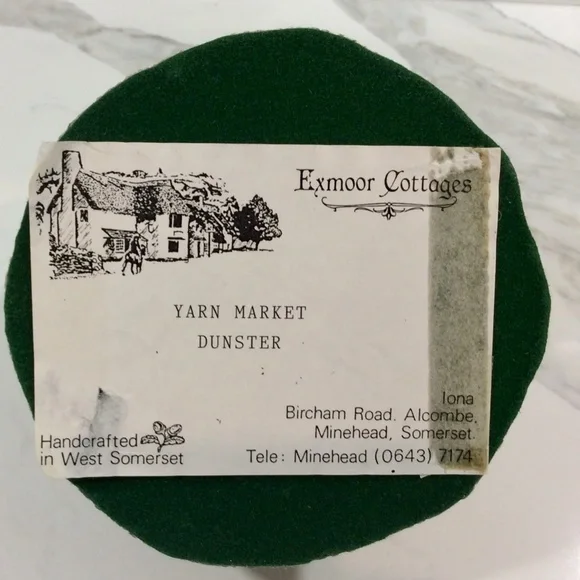 Exmoor Cottages
YARN MARKET
DUNSTER
Iona
Bircham Road. Alcombe,
Minehead, Somerset.
Handcrafted
in West Somerset
Tele: Minehead (0643) 7174